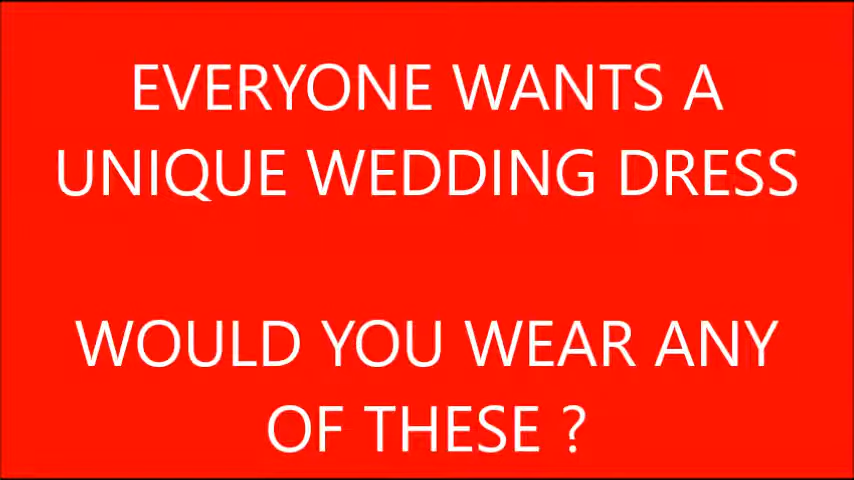 EVERYONE WANTS A
UNIQUE WEDDING DRESS
WOULD YOU WEAR ANY
OF THESE ?